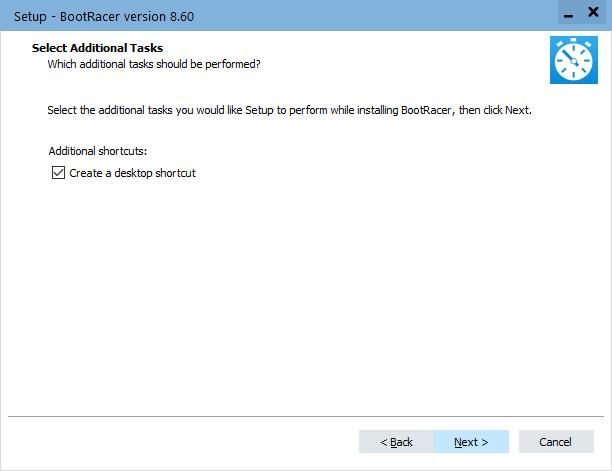 Setup - BootRacer version 8.60
Select Additional Tasks
Which additional tasks should be performed?
Select the additional tasks you would like Setup to perform while installing BootRacer, then click Next.
Additional shortcuts:
Create a desktop shortcut
< Back Next > Cancel